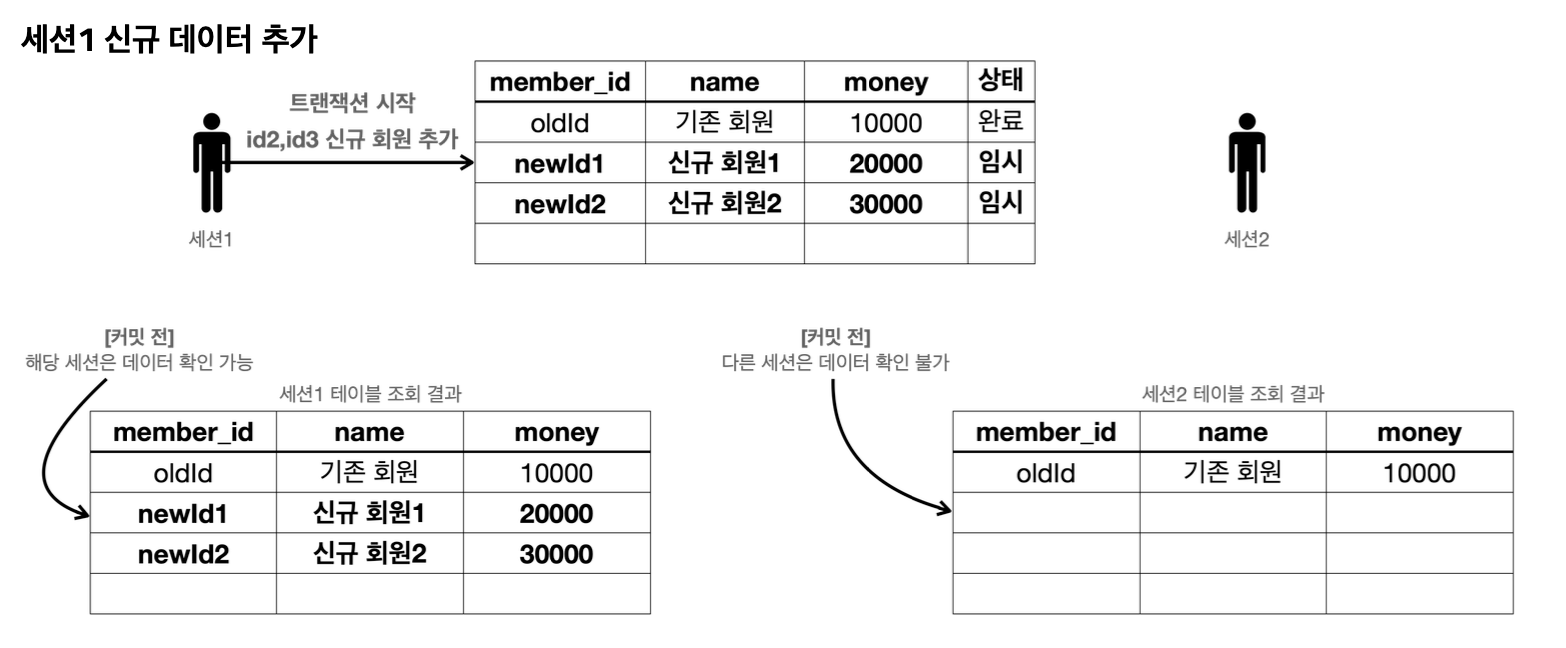 세션1 신규 데이터 추가
트랜잭션 시작
id2,id3 신규 회원 추가
세션1
member_id name money 상태
oldId 기존 회원 10000 완료
newId1 신규 회원1 20000 임시
newId2 신규 회원2 30000 임시
세션2
[커밋 전]
해당 세션은 데이터 확인 가능
세션1 테이블 조회 결과
member_id name money
oldId 기존 회원 10000
newId1 신규 회원1 20000
newId2 신규 회원2 30000
[커밋 전]
다른 세션은 데이터 확인 불가
세션2 테이블 조회 결과
member_id name money
oldId 기존 회원 10000